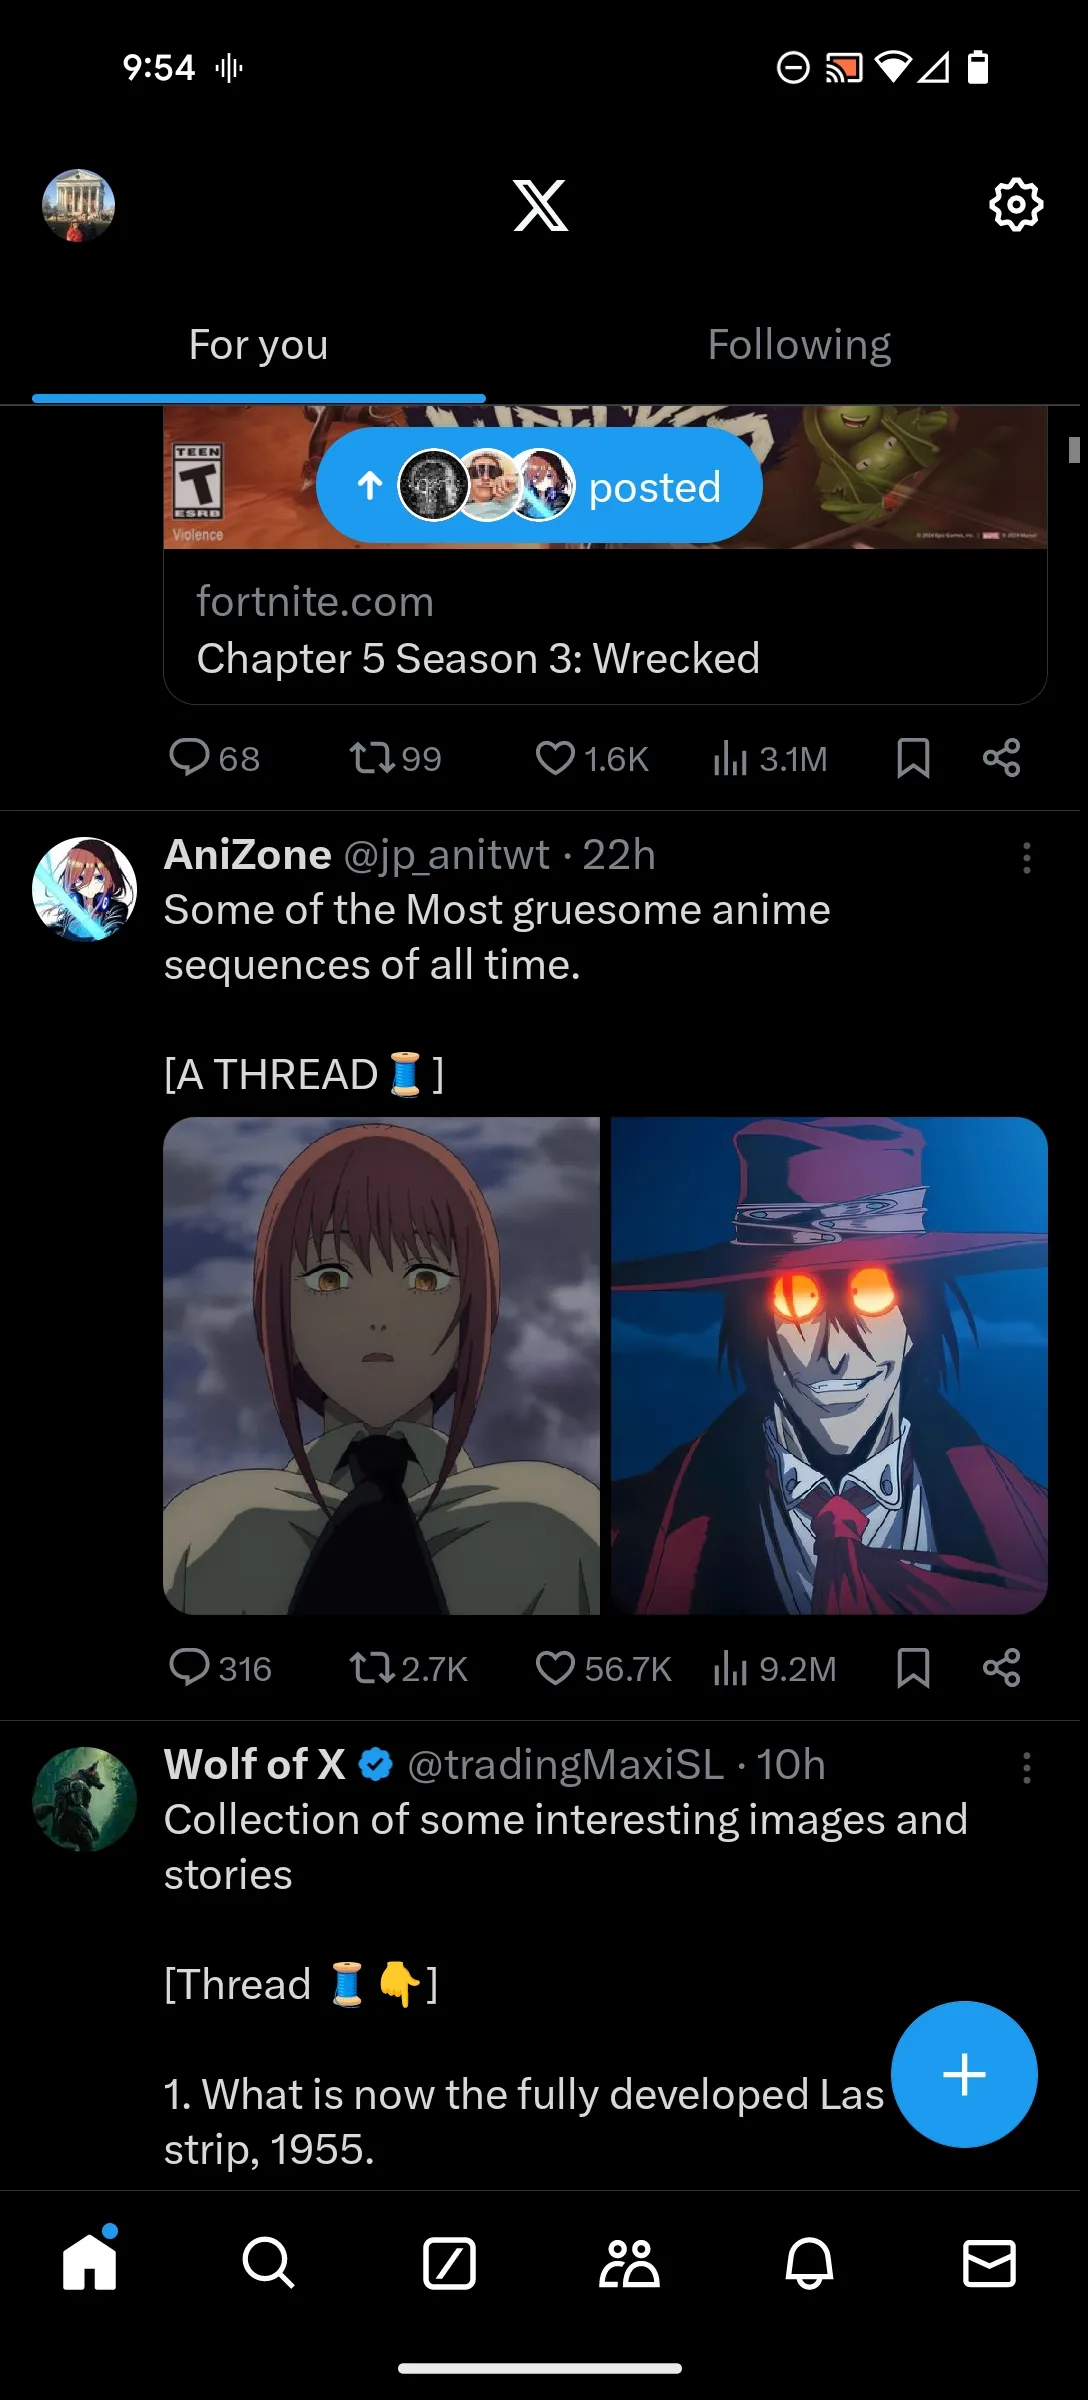 9:54
For you Following
TEEN
T
ESRB
Violence
posted
fortnite.com
Chapter 5 Season 3: Wrecked
68 99 1.6K 3.1M
AniZone @jp_anitwt · 22h
Some of the Most gruesome anime
sequences of all time.
[A THREAD🧵]
316 2.7K 56.7K 9.2M
Wolf of X @tradingMaxiSL · 10h
Collection of some interesting images and
stories
[Thread 🧵👇]
1. What is now the fully developed Las
strip, 1955.